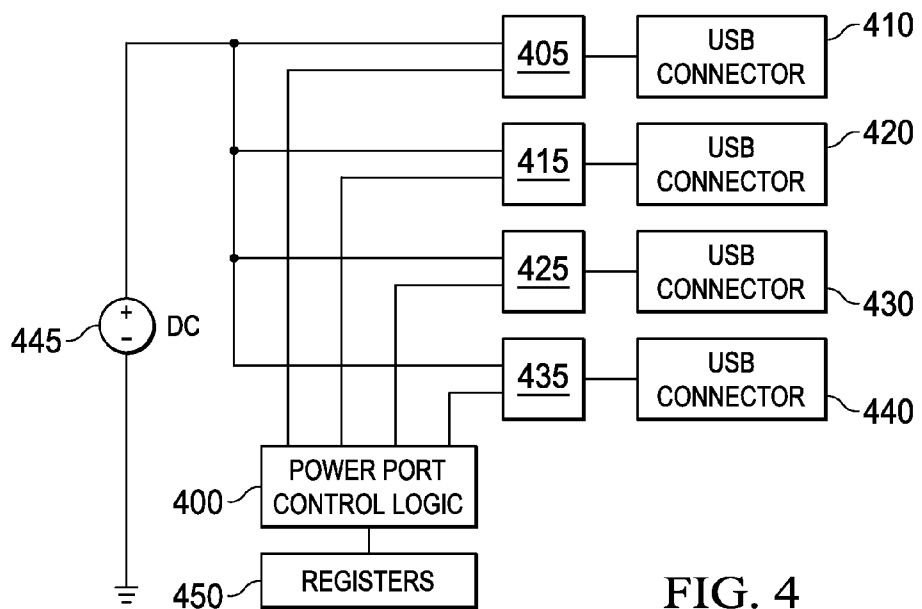 405
USB
CONNECTOR
410
415
USB
CONNECTOR
420
425
USB
CONNECTOR
430
445
+
-
DC
435
USB
CONNECTOR
440
400
POWER PORT
CONTROL LOGIC
450
REGISTERS
FIG. 4